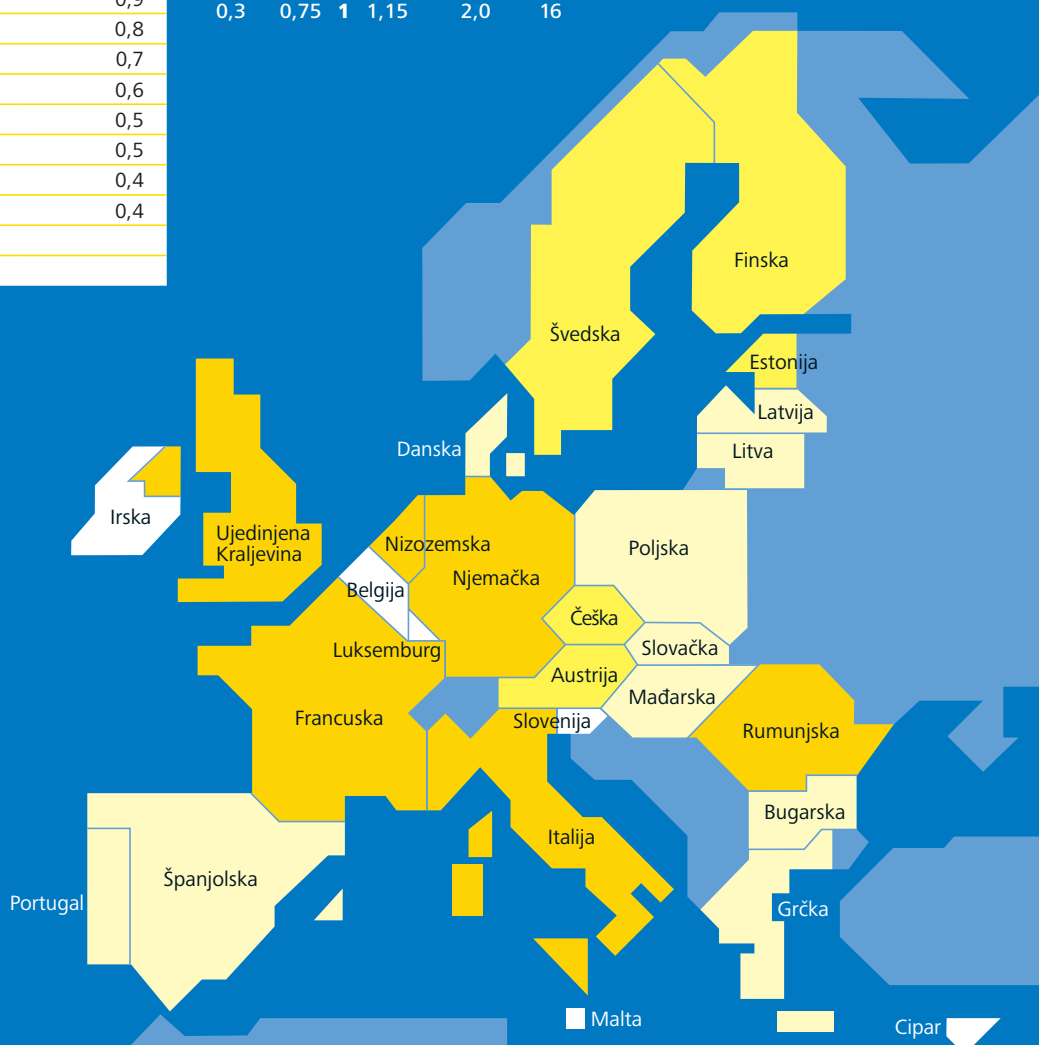 0,9
0,8
0,7
0,6
0,5
0,5
0,4
0,4
0,3 0,75 1 1,15 2,0 16
Finska
Švedska
Estonija
Latvija
Danska
Litva
Irska
Ujedinjena
Kraljevina
Nizozemska
Poljska
Njemačka
Belgija
Češka
Luksemburg
Slovačka
Austrija
Mađarska
Francuska
Slovenija
Rumunjska
Bugarska
Italija
Španjolska
Portugal
Grčka
Malta
Cipar